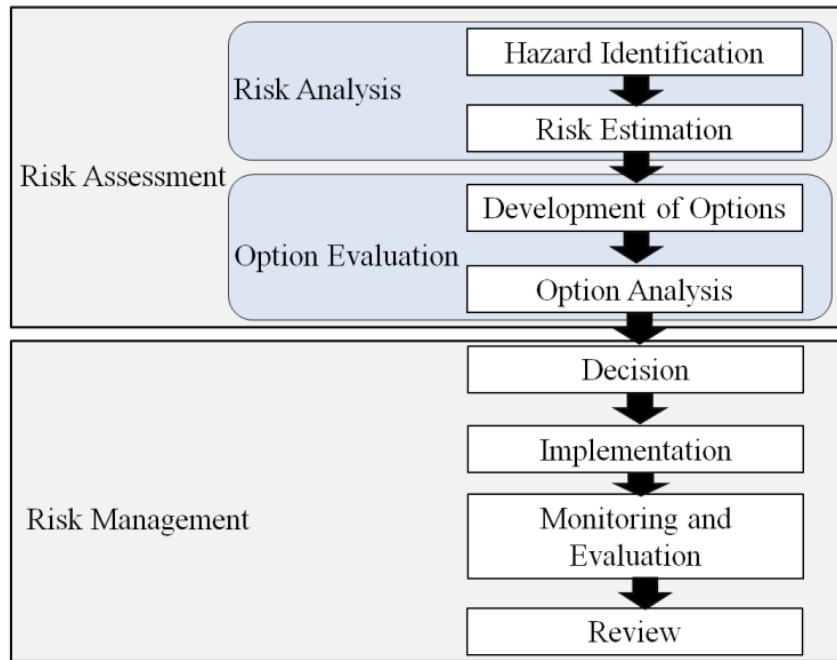 Hazard Identification
Risk Analysis
Risk Estimation
Risk Assessment
Development of Options
Option Evaluation
Option Analysis
Decision
Implementation
Risk Management
Monitoring and
Evaluation
Review